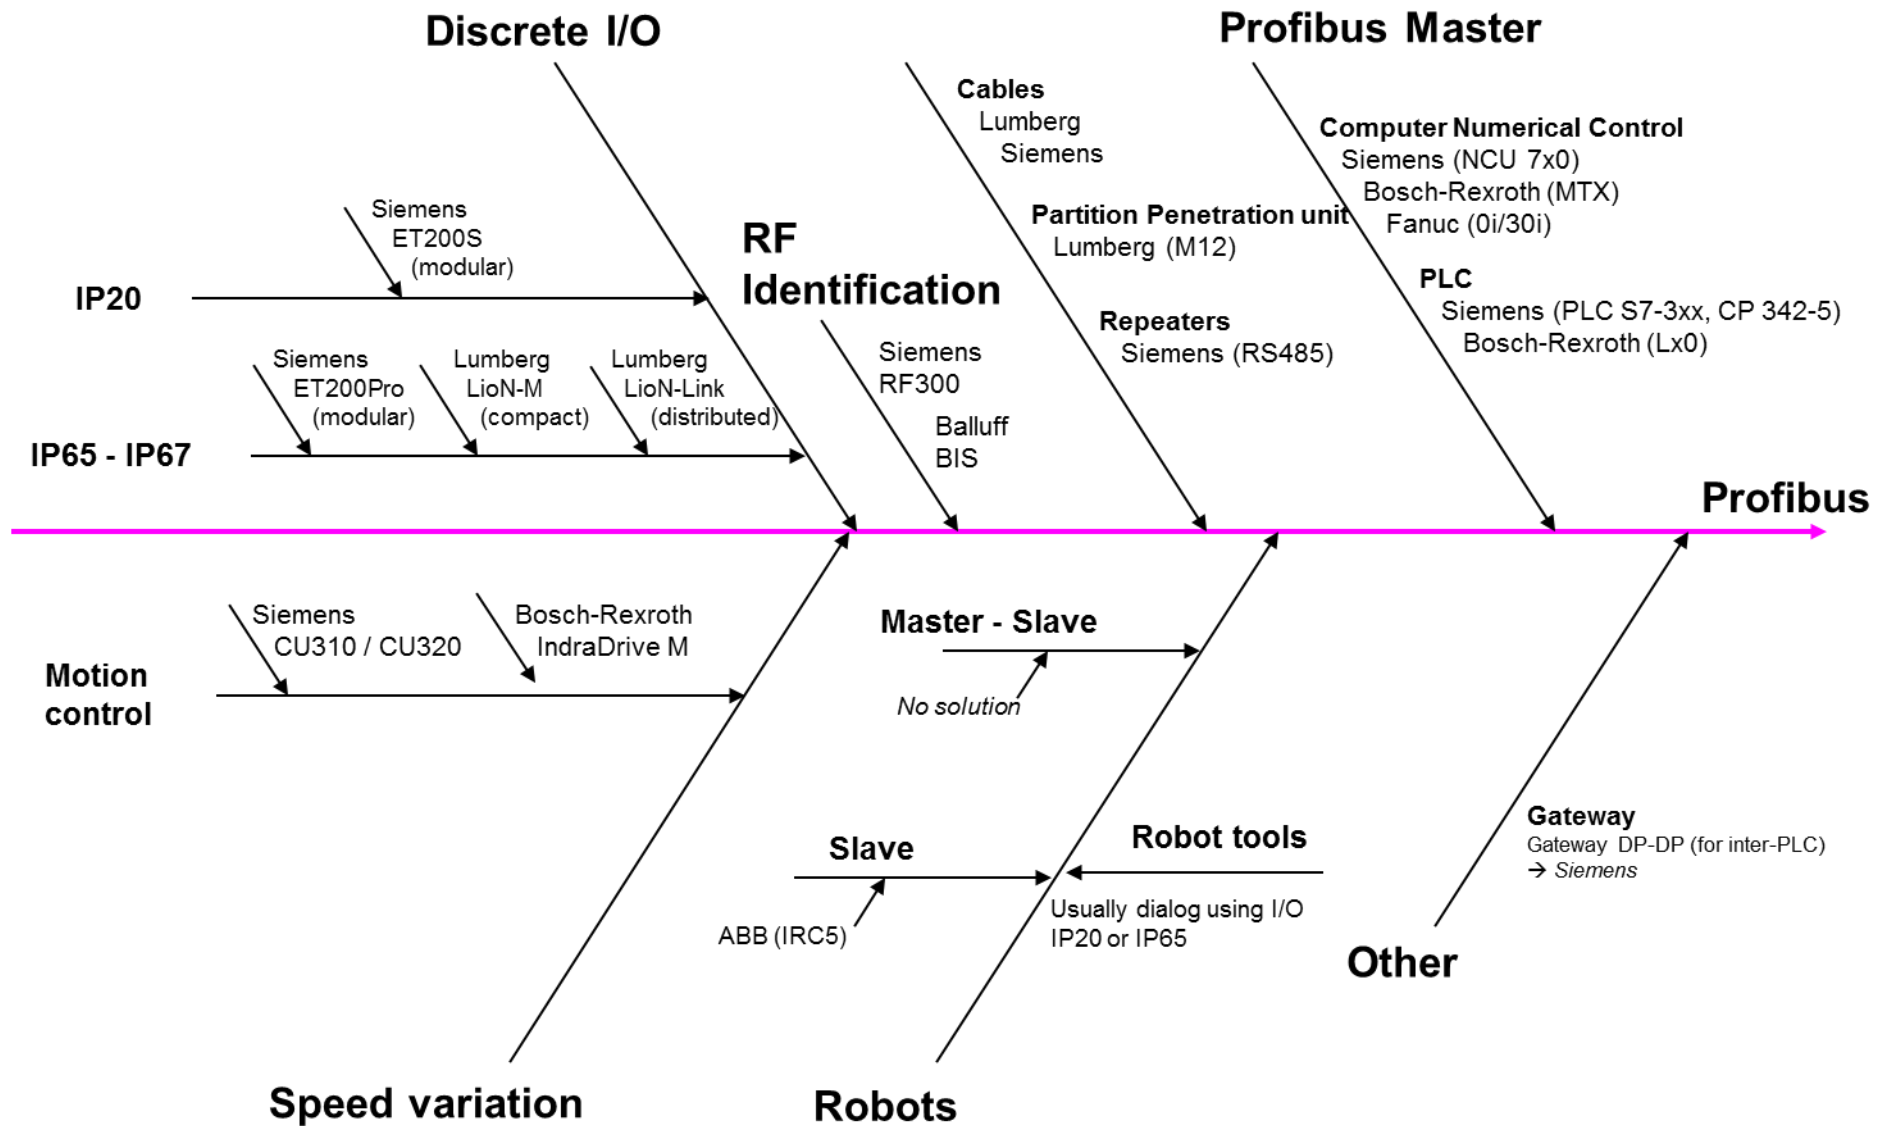 Discrete I/O
Profibus Master
Cables
Lumberg
Siemens
Computer Numerical Control
Siemens (NCU 7x0)
Bosch-Rexroth (MTX)
Fanuc (0i/30i)
Siemens
ET200S
(modular)
RF
Identification
Partition Penetration unit
Lumberg (M12)
PLC
Siemens (PLC S7-3xx, CP 342-5)
Bosch-Rexroth (Lx0)
IP20
Repeaters
Siemens (RS485)
Siemens
ET200Pro
(modular)
Lumberg
LioN-M
(compact)
Lumberg
LioN-Link
(distributed)
Siemens
RF300
Balluff
BIS
IP65 - IP67
Profibus
Siemens
CU310 / CU320
Bosch-Rexroth
IndraDrive M
Master - Slave
Motion
control
No solution
Gateway
Gateway DP-DP (for inter-PLC)
→ Siemens
Slave
Robot tools
ABB (IRC5)
Usually dialog using I/O
IP20 or IP65
Other
Speed variation
Robots